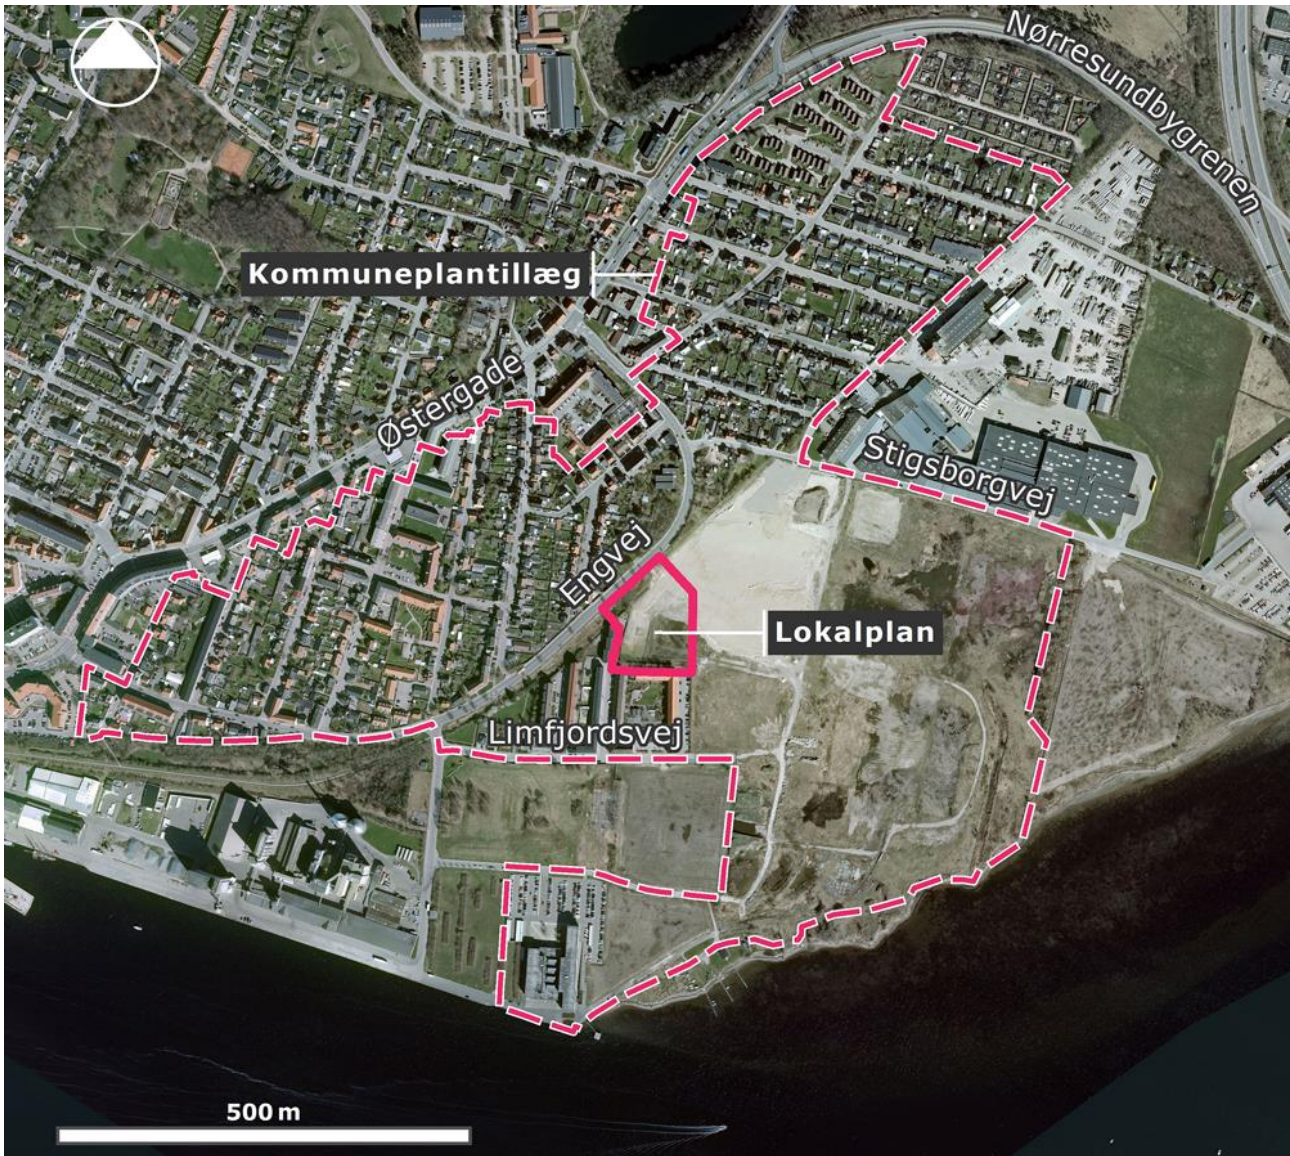 Nørresundbygrenen
Kommuneplantillæg
Østergade
Stigsborgvej
Engvej
Lokalplan
Limfjordsvej
500 m